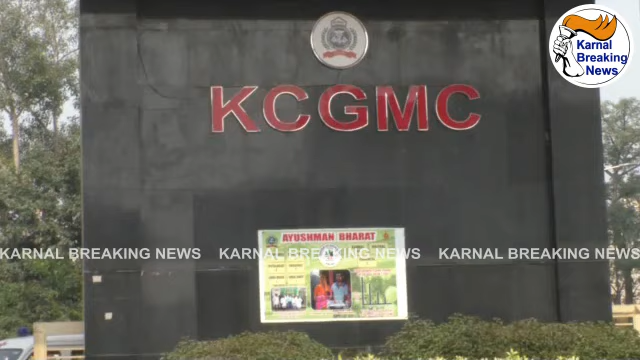 Karnal
Breaking
News
KCGMC
AYUSHMAN BHARAT
KARNAL BREAKING NEWS KARNAL BREAKING NEWS KARNAL BREAKING NEWS